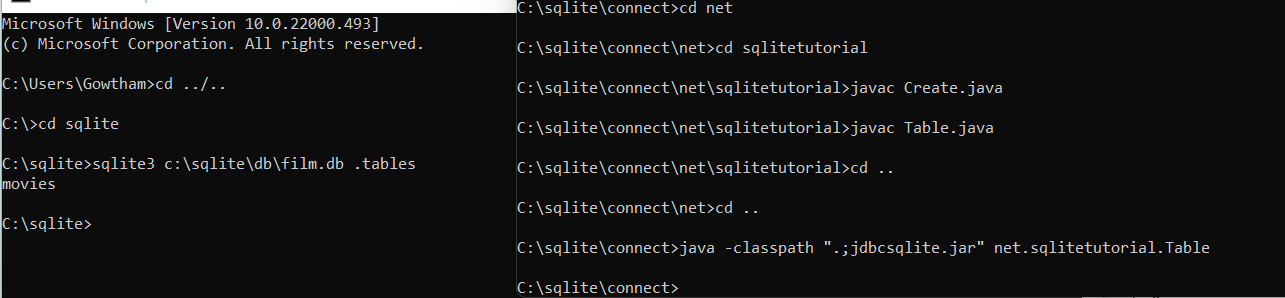 Microsoft Windows [Version 10.0.22000.493]
(c) Microsoft Corporation. All rights reserved.
C:\Users\Gowtham>cd ../..
C:\>cd sqlite
C:\sqlite>sqlite3 c:\sqlite\db\film.db .tables
movies
C:\sqlite>
C:\sqlite\connect>cd net
C:\sqlite\connect\net>cd sqlitetutorial
C:\sqlite\connect\net\sqlitetutorial>javac Create.java
C:\sqlite\connect\net\sqlitetutorial>javac Table.java
C:\sqlite\connect\net\sqlitetutorial>cd ..
C:\sqlite\connect\net>cd ..
C:\sqlite\connect>java -classpath ".;jdbcsqlite.jar" net.sqlitetutorial.Table
C:\sqlite\connect>